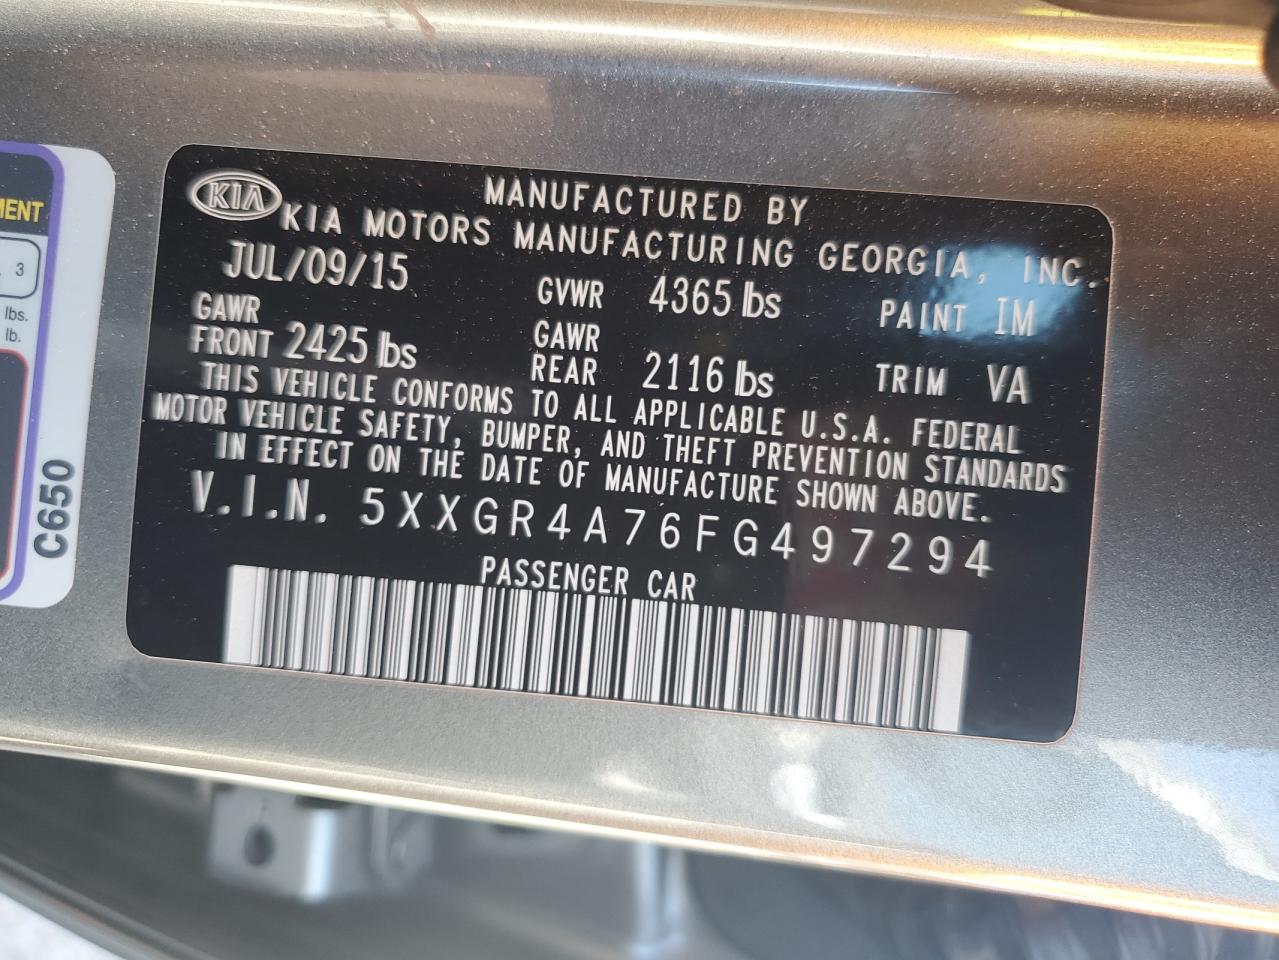 KIA
MANUFACTURED BY
KIA MOTORS MANUFACTURING GEORGIA, INC.
JUL/09/15
GVWR 4365 lbs
PAINT IM
GAWR
FRONT 2425 lbs
GAWR
REAR 2116 lbs
TRIM VA
THIS VEHICLE CONFORMS TO ALL APPLICABLE U.S.A. FEDERAL
MOTOR VEHICLE SAFETY, BUMPER, AND THEFT PREVENTION STANDARDS
IN EFFECT ON THE DATE OF MANUFACTURE SHOWN ABOVE.
V.I.N. 5XXGR4A76FG497294
PASSENGER CAR
3
lbs.
lb.
C650